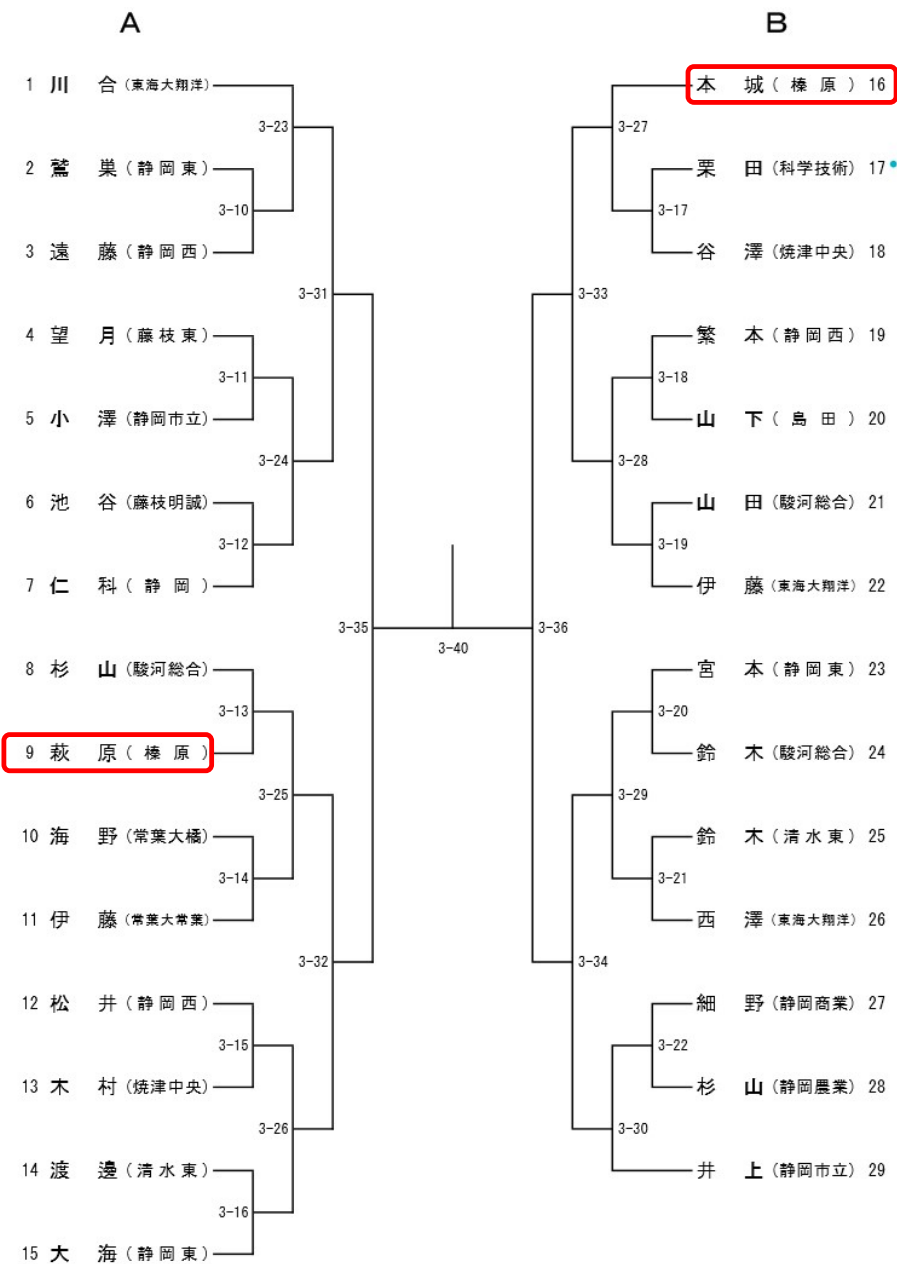 A
B
1 川 合 (東海大翔洋)
本 城 (榛原) 16
3-23
3-27
2 鷲 巣 (静岡東)
栗 田 (科学技術) 17
3-10
3-17
3 遠 藤 (静岡西)
谷 澤 (焼津中央) 18
3-31
3-33
4 望 月 (藤枝東)
繁 本 (静岡西) 19
3-11
3-18
5 小 澤 (静岡市立)
山 下 (島田) 20
3-24
3-28
6 池 谷 (藤枝明誠)
山 田 (駿河総合) 21
3-12
3-19
7 仁 科 (静岡)
伊 藤 (東海大翔洋) 22
3-35
3-40
3-36
8 杉 山 (駿河総合)
宮 本 (静岡東) 23
3-13
3-20
9 萩 原 (榛原)
鈴 木 (駿河総合) 24
3-25
3-29
10 海 野 (常葉大橘)
鈴 木 (清水東) 25
3-14
3-21
11 伊 藤 (常葉大常葉)
西 澤 (東海大翔洋) 26
3-32
3-34
12 松 井 (静岡西)
細 野 (静岡商業) 27
3-15
3-22
13 木 村 (焼津中央)
杉 山 (静岡農業) 28
3-26
3-30
14 渡 邊 (清水東)
井 上 (静岡市立) 29
3-16
15 大 海 (静岡東)